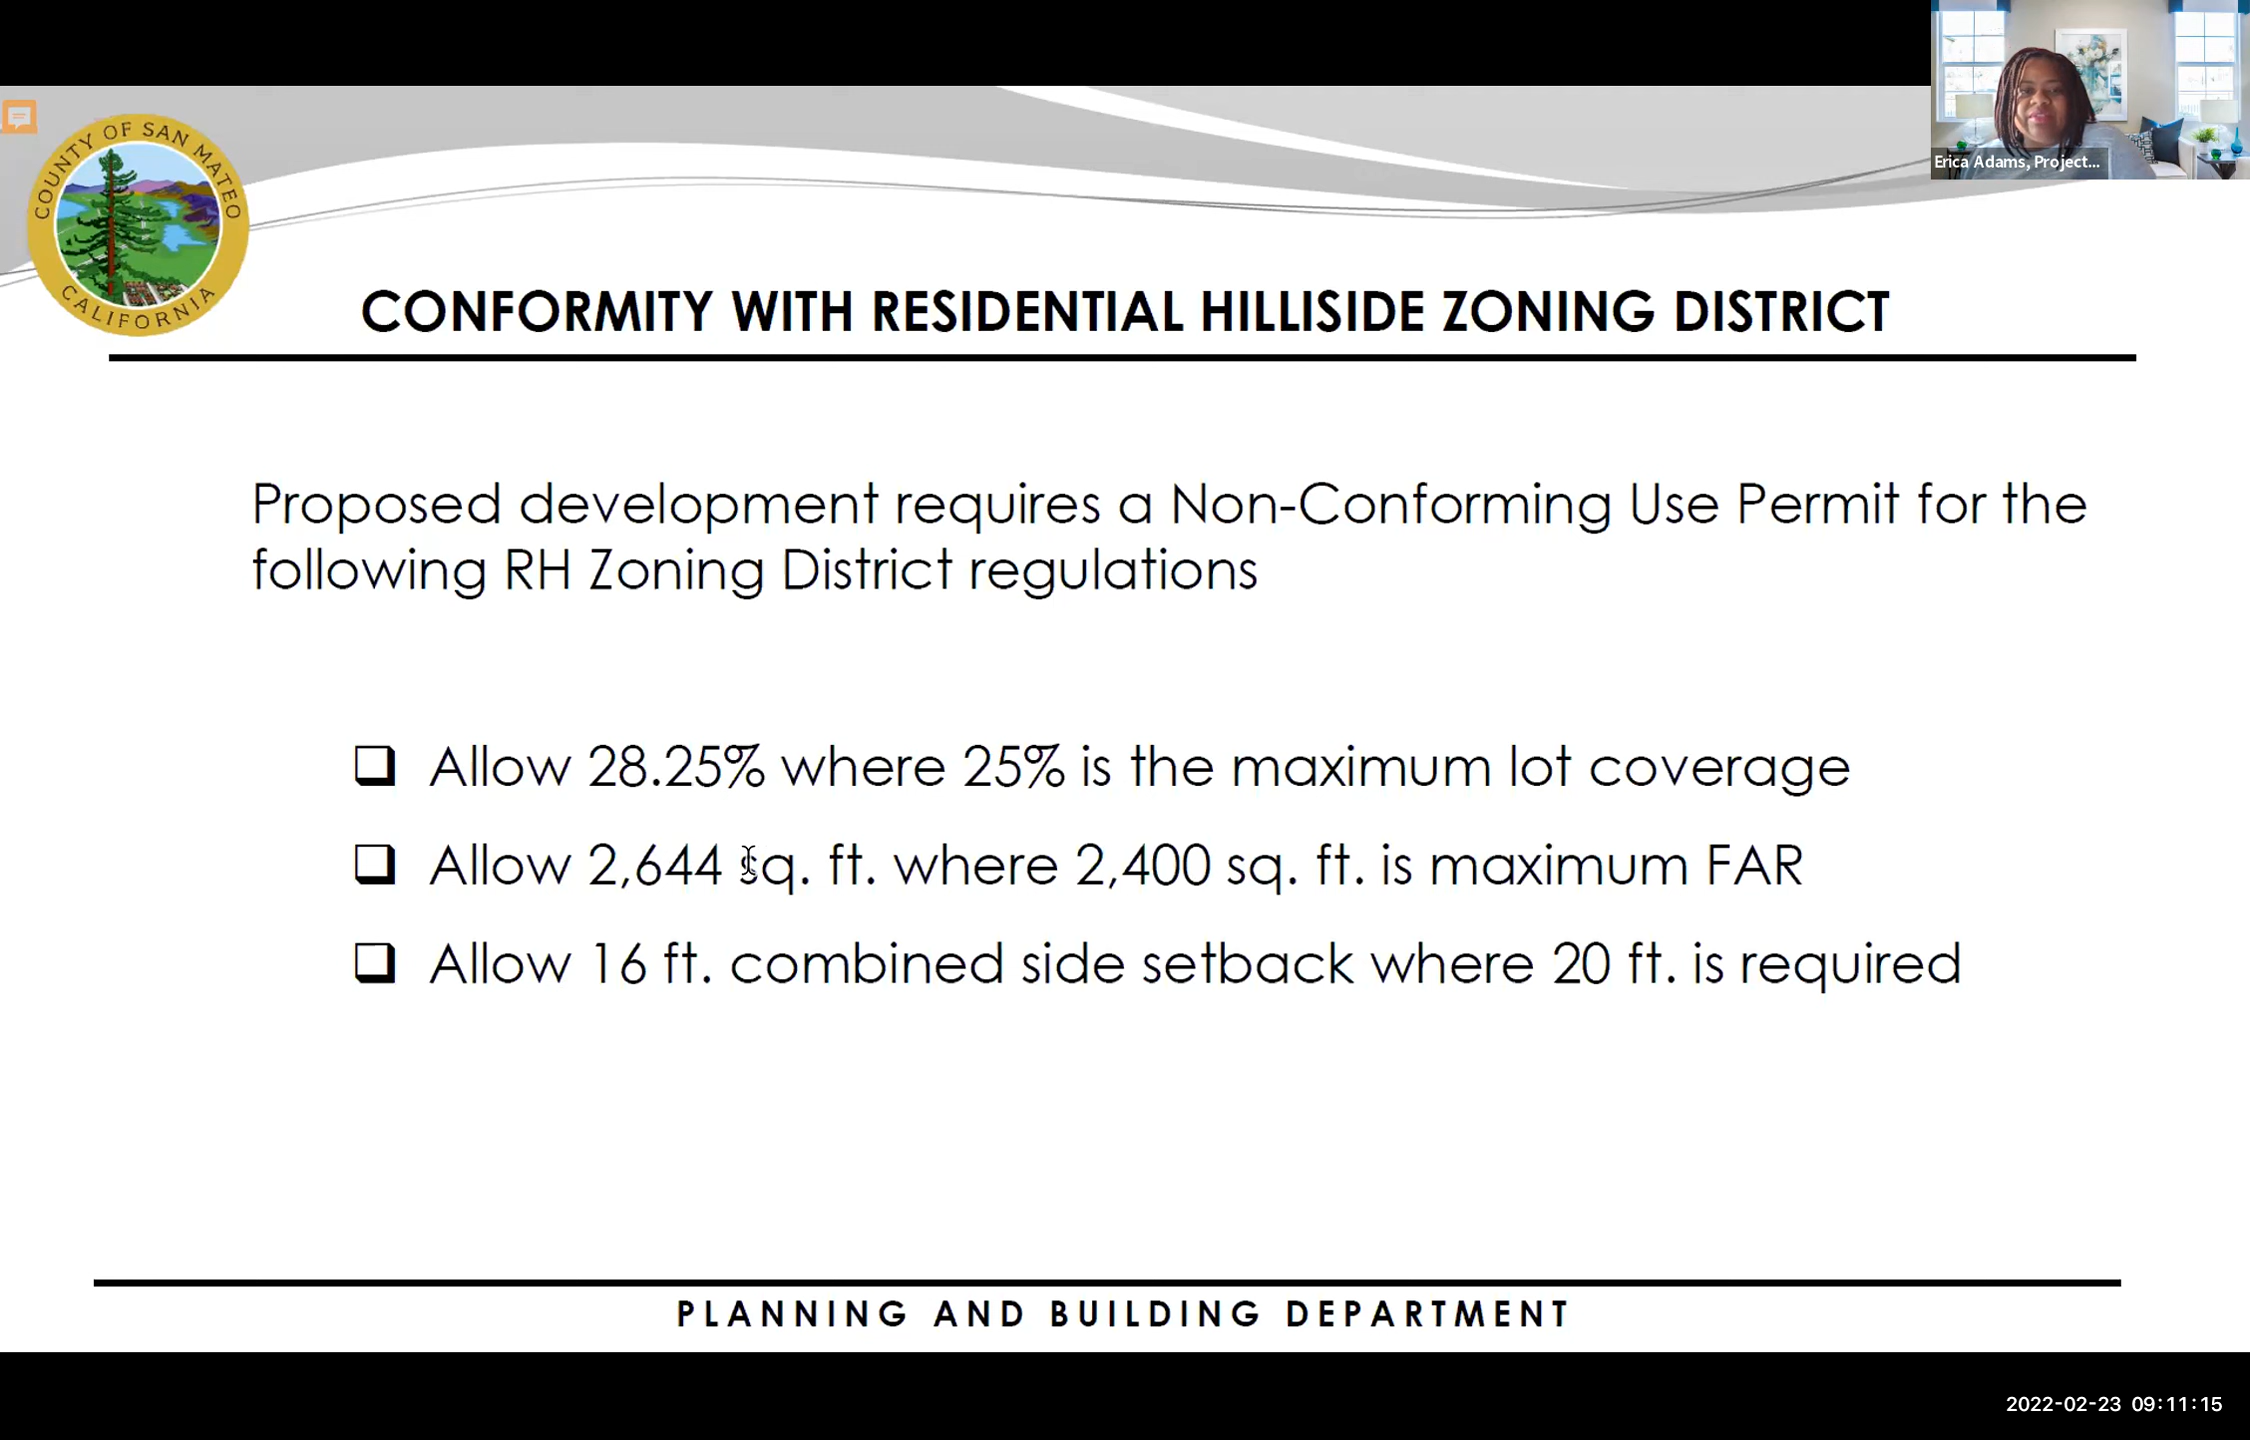 COUNTY OF SAN MATEO
CALIFORNIA
Erica Adams, Project...
CONFORMITY WITH RESIDENTIAL HILLISIDE ZONING DISTRICT
Proposed development requires a Non-Conforming Use Permit for the
following RH Zoning District regulations
Allow 28.25% where 25% is the maximum lot coverage
Allow 2,644 sq. ft. where 2,400 sq. ft. is maximum FAR
Allow 16 ft. combined side setback where 20 ft. is required
PLANNING AND BUILDING DEPARTMENT
2022-02-23 09:11:15